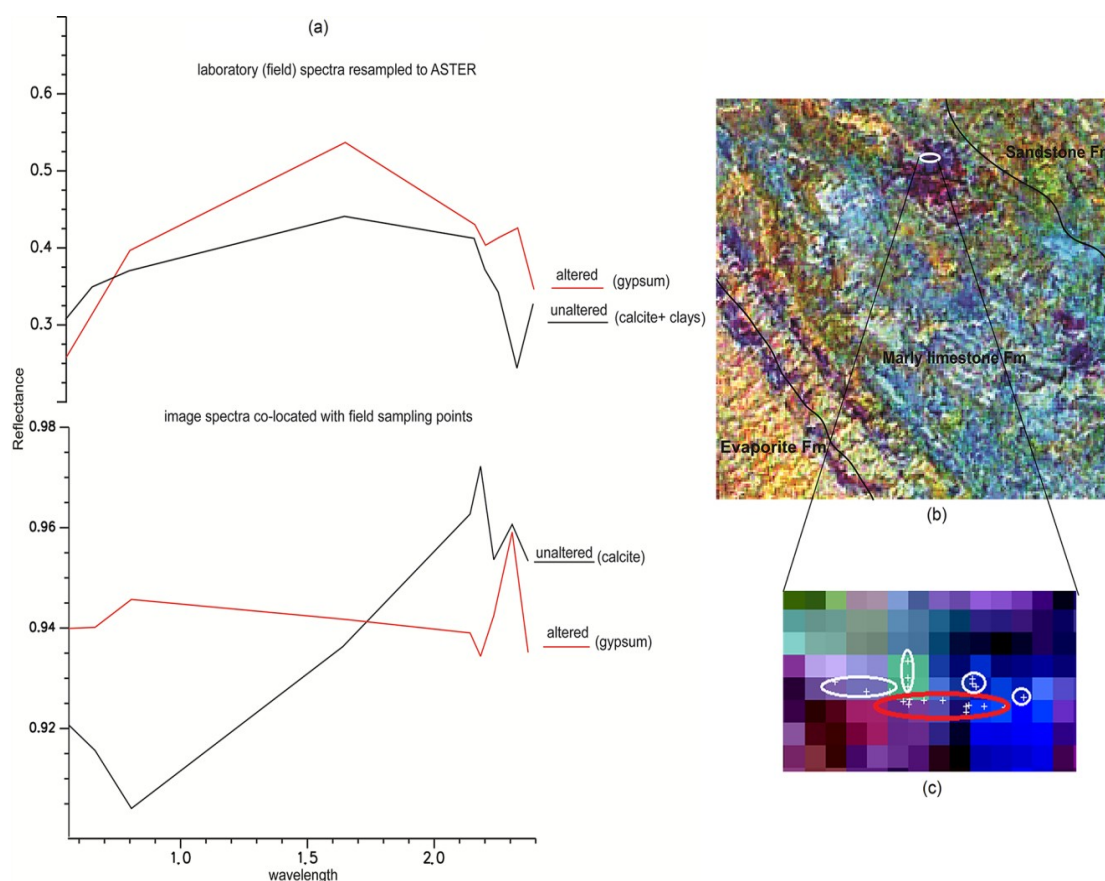 (a)
laboratory (field) spectra resampled to ASTER
0.6
0.5
0.4
0.3
altered (gypsum)
unaltered (calcite+ clays)
Reflectance
image spectra co-located with field sampling points
0.98
0.96
0.94
0.92
unaltered (calcite)
altered (gypsum)
1.0
1.5
2.0
wavelength
Sandstone Fm
Marly limestone Fm
Evaporite Fm
(b)
(c)